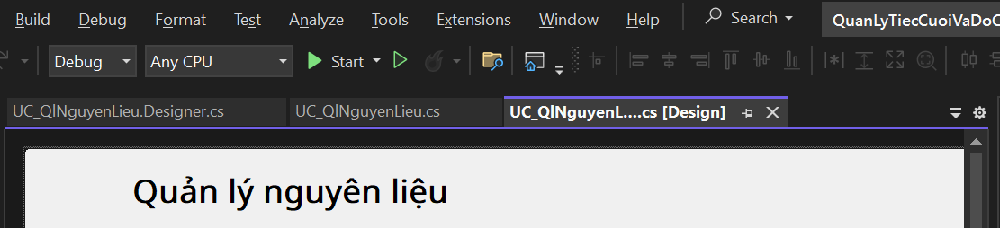 Build Debug Format Test Analyze Tools Extensions Window Help Search QuanLyTiecCuoiVaDoC
Debug Any CPU Start
UC_QlNguyenLieu.Designer.cs UC_QlNguyenLieu.cs UC_QlNguyenL....cs [Design]
Quản lý nguyên liệu